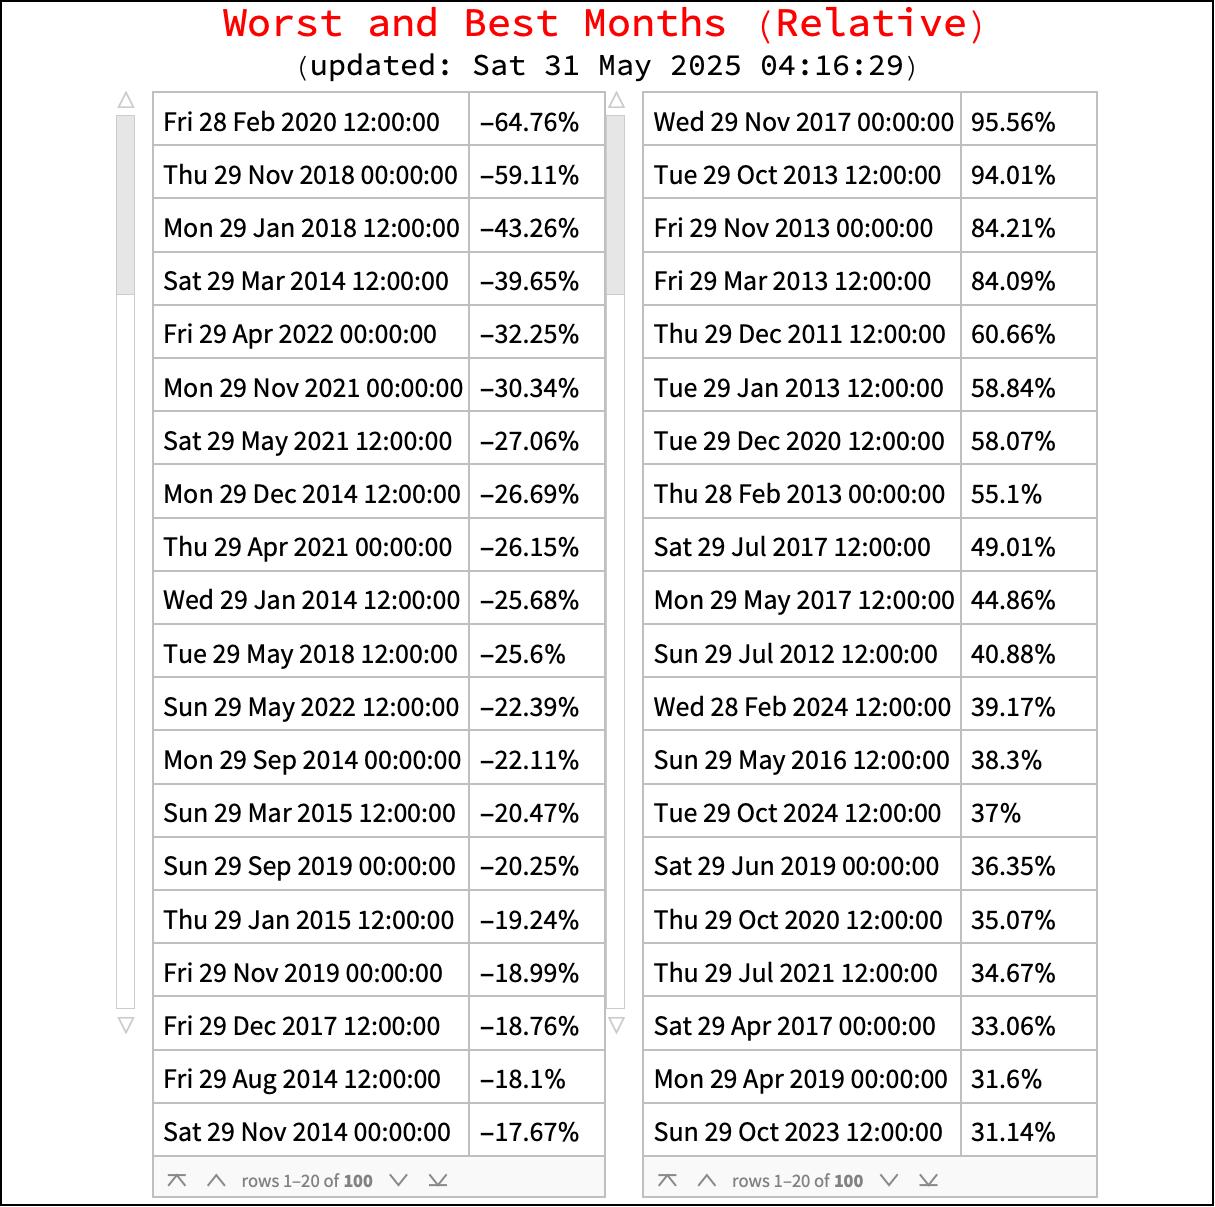 Worst and Best Months (Relative)
(updated: Sat 31 May 2025 04:16:29)
Fri 28 Feb 2020 12:00:00 –64.76% Wed 29 Nov 2017 00:00:00 95.56%
Thu 29 Nov 2018 00:00:00 –59.11% Tue 29 Oct 2013 12:00:00 94.01%
Mon 29 Jan 2018 12:00:00 –43.26% Fri 29 Nov 2013 00:00:00 84.21%
Sat 29 Mar 2014 12:00:00 –39.65% Fri 29 Mar 2013 12:00:00 84.09%
Fri 29 Apr 2022 00:00:00 –32.25% Thu 29 Dec 2011 12:00:00 60.66%
Mon 29 Nov 2021 00:00:00 –30.34% Tue 29 Jan 2013 12:00:00 58.84%
Sat 29 May 2021 12:00:00 –27.06% Tue 29 Dec 2020 12:00:00 58.07%
Mon 29 Dec 2014 12:00:00 –26.69% Thu 28 Feb 2013 00:00:00 55.1%
Thu 29 Apr 2021 00:00:00 –26.15% Sat 29 Jul 2017 12:00:00 49.01%
Wed 29 Jan 2014 12:00:00 –25.68% Mon 29 May 2017 12:00:00 44.86%
Tue 29 May 2018 12:00:00 –25.6% Sun 29 Jul 2012 12:00:00 40.88%
Sun 29 May 2022 12:00:00 –22.39% Wed 28 Feb 2024 12:00:00 39.17%
Mon 29 Sep 2014 00:00:00 –22.11% Sun 29 May 2016 12:00:00 38.3%
Sun 29 Mar 2015 12:00:00 –20.47% Tue 29 Oct 2024 12:00:00 37%
Sun 29 Sep 2019 00:00:00 –20.25% Sat 29 Jun 2019 00:00:00 36.35%
Thu 29 Jan 2015 12:00:00 –19.24% Thu 29 Oct 2020 12:00:00 35.07%
Fri 29 Nov 2019 00:00:00 –18.99% Thu 29 Jul 2021 12:00:00 34.67%
Fri 29 Dec 2017 12:00:00 –18.76% Sat 29 Apr 2017 00:00:00 33.06%
Fri 29 Aug 2014 12:00:00 –18.1% Mon 29 Apr 2019 00:00:00 31.6%
Sat 29 Nov 2014 00:00:00 –17.67% Sun 29 Oct 2023 12:00:00 31.14%
rows 1–20 of 100 rows 1–20 of 100